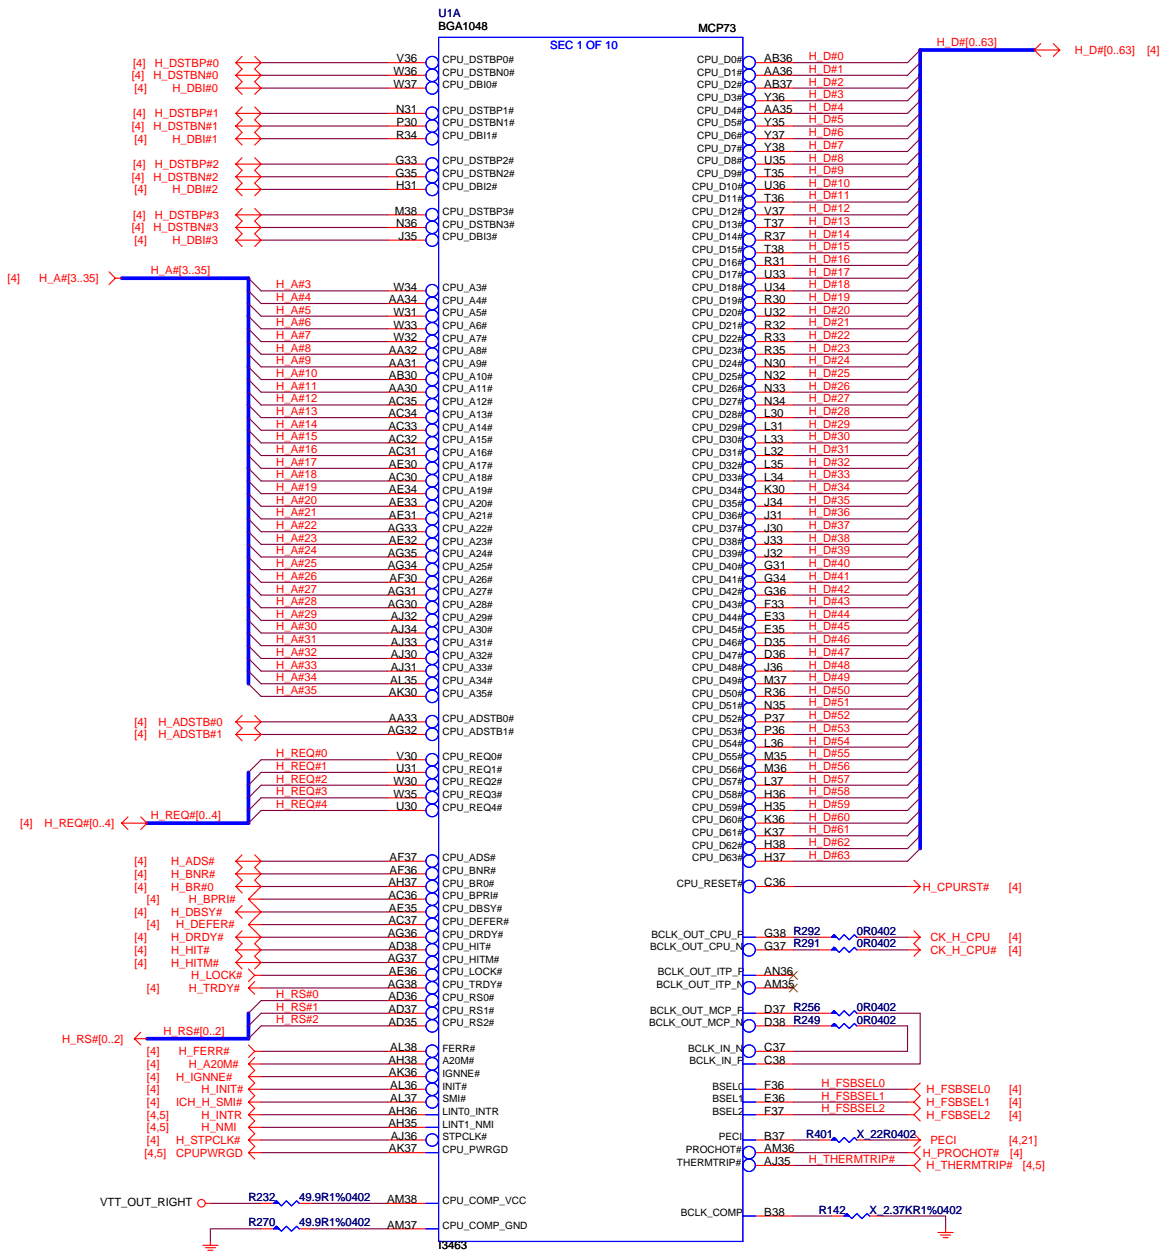 U1A
BGA1048 MCP73
SEC 1 OF 10
H_D#[0..63] H_D#[0..63] [4]
[4] H_DSTBP#0 V36 CPU_DSTBP0#
[4] H_DSTBN#0 W36 CPU_DSTBN0#
[4] H_DBI#0 W37 CPU_DBI0#
[4] H_DSTBP#1 N31 CPU_DSTBP1#
[4] H_DSTBN#1 P30 CPU_DSTBN1#
[4] H_DBI#1 R34 CPU_DBI1#
[4] H_DSTBP#2 G33 CPU_DSTBP2#
[4] H_DSTBN#2 G35 CPU_DSTBN2#
[4] H_DBI#2 H31 CPU_DBI2#
[4] H_DSTBP#3 M38 CPU_DSTBP3#
[4] H_DSTBN#3 N36 CPU_DSTBN3#
[4] H_DBI#3 J35 CPU_DBI3#
[4] H_A#[3..35] H_A#[3..35]
H_A#3 W34 CPU_A3#
H_A#4 AA34 CPU_A4#
H_A#5 W31 CPU_A5#
H_A#6 W33 CPU_A6#
H_A#7 W32 CPU_A7#
H_A#8 AA32 CPU_A8#
H_A#9 AA31 CPU_A9#
H_A#10 AB30 CPU_A10#
H_A#11 AA30 CPU_A11#
H_A#12 AC35 CPU_A12#
H_A#13 AC34 CPU_A13#
H_A#14 AC33 CPU_A14#
H_A#15 AC32 CPU_A15#
H_A#16 AC31 CPU_A16#
H_A#17 AE30 CPU_A17#
H_A#18 AC30 CPU_A18#
H_A#19 AE34 CPU_A19#
H_A#20 AE33 CPU_A20#
H_A#21 AE31 CPU_A21#
H_A#22 AG33 CPU_A22#
H_A#23 AE32 CPU_A23#
H_A#24 AG35 CPU_A24#
H_A#25 AG34 CPU_A25#
H_A#26 AF30 CPU_A26#
H_A#27 AG31 CPU_A27#
H_A#28 AG30 CPU_A28#
H_A#29 AJ32 CPU_A29#
H_A#30 AJ34 CPU_A30#
H_A#31 AJ33 CPU_A31#
H_A#32 AJ30 CPU_A32#
H_A#33 AJ31 CPU_A33#
H_A#34 AL35 CPU_A34#
H_A#35 AK30 CPU_A35#
[4] H_ADSTB#0 AA33 CPU_ADSTB0#
[4] H_ADSTB#1 AG32 CPU_ADSTB1#
H_REQ#0 V30 CPU_REQ0#
H_REQ#1 U31 CPU_REQ1#
H_REQ#2 W30 CPU_REQ2#
H_REQ#3 W35 CPU_REQ3#
H_REQ#4 U30 CPU_REQ4#
[4] H_REQ#[0..4] H_REQ#[0..4]
[4] H_ADS# AF37 CPU_ADS#
[4] H_BNR# AF36 CPU_BNR#
[4] H_BR#0 AH37 CPU_BR0#
[4] H_BPRI# AC36 CPU_BPRI#
[4] H_DBSY# AE35 CPU_DBSY#
[4] H_DEFER# AC37 CPU_DEFER#
[4] H_DRDY# AG36 CPU_DRDY#
[4] H_HIT# AD38 CPU_HIT#
[4] H_HITM# AG37 CPU_HITM#
H_LOCK# AE36 CPU_LOCK#
[4] H_TRDY# AG38 CPU_TRDY#
H_RS#0 AD36 CPU_RS0#
H_RS#1 AD37 CPU_RS1#
H_RS#2 AD35 CPU_RS2#
H_RS#[0..2] H_RS#[0..2]
[4] H_FERR# AL38 FERR#
[4] H_A20M# AH38 A20M#
[4] H_IGNNE# AK36 IGNNE#
[4] H_INIT# AL36 INIT#
[4] ICH_H_SMI# AL37 SMI#
[4,5] H_INTR AH36 LINT0_INTR
[4,5] H_NMI AH35 LINT1_NMI
[4] H_STPCLK# AJ36 STPCLK#
[4,5] CPUPWRGD AK37 CPU_PWRGD
VTT_OUT_RIGHT R232 49.9R1%0402 AM38 CPU_COMP_VCC
R270 49.9R1%0402 AM37 CPU_COMP_GND
I3463
CPU_D0# AB36 H_D#0
CPU_D1# AA36 H_D#1
CPU_D2# AB37 H_D#2
CPU_D3# Y36 H_D#3
CPU_D4# AA35 H_D#4
CPU_D5# Y35 H_D#5
CPU_D6# Y37 H_D#6
CPU_D7# Y38 H_D#7
CPU_D8# U35 H_D#8
CPU_D9# T35 H_D#9
CPU_D10# U36 H_D#10
CPU_D11# T36 H_D#11
CPU_D12# V37 H_D#12
CPU_D13# T37 H_D#13
CPU_D14# R37 H_D#14
CPU_D15# T38 H_D#15
CPU_D16# R31 H_D#16
CPU_D17# U33 H_D#17
CPU_D18# U34 H_D#18
CPU_D19# R30 H_D#19
CPU_D20# U32 H_D#20
CPU_D21# R32 H_D#21
CPU_D22# R33 H_D#22
CPU_D23# R35 H_D#23
CPU_D24# N30 H_D#24
CPU_D25# N32 H_D#25
CPU_D26# N33 H_D#26
CPU_D27# N34 H_D#27
CPU_D28# L30 H_D#28
CPU_D29# L31 H_D#29
CPU_D30# L33 H_D#30
CPU_D31# L32 H_D#31
CPU_D32# L35 H_D#32
CPU_D33# L34 H_D#33
CPU_D34# K30 H_D#34
CPU_D35# J34 H_D#35
CPU_D36# J31 H_D#36
CPU_D37# J30 H_D#37
CPU_D38# J33 H_D#38
CPU_D39# J32 H_D#39
CPU_D40# G31 H_D#40
CPU_D41# G34 H_D#41
CPU_D42# G36 H_D#42
CPU_D43# F33 H_D#43
CPU_D44# E33 H_D#44
CPU_D45# E35 H_D#45
CPU_D46# D35 H_D#46
CPU_D47# D36 H_D#47
CPU_D48# J36 H_D#48
CPU_D49# M37 H_D#49
CPU_D50# R36 H_D#50
CPU_D51# N35 H_D#51
CPU_D52# P37 H_D#52
CPU_D53# P36 H_D#53
CPU_D54# L36 H_D#54
CPU_D55# M35 H_D#55
CPU_D56# M36 H_D#56
CPU_D57# L37 H_D#57
CPU_D58# H36 H_D#58
CPU_D59# H35 H_D#59
CPU_D60# K36 H_D#60
CPU_D61# K37 H_D#61
CPU_D62# H38 H_D#62
CPU_D63# H37 H_D#63
CPU_RESET# C36 H_CPURST# [4]
BCLK_OUT_CPU_P G38 R292 0R0402 CK_H_CPU [4]
BCLK_OUT_CPU_N G37 R291 0R0402 CK_H_CPU# [4]
BCLK_OUT_ITP_P AN36
BCLK_OUT_ITP_N AM35
BCLK_OUT_MCP_P D37 R256 0R0402
BCLK_OUT_MCP_N D38 R249 0R0402
BCLK_IN_N C37
BCLK_IN_P C38
BSEL0 F36 H_FSBSEL0 H_FSBSEL0 [4]
BSEL1 E36 H_FSBSEL1 H_FSBSEL1 [4]
BSEL2 F37 H_FSBSEL2 H_FSBSEL2 [4]
PECI B37 R401 X_22R0402 PECI [4,21]
PROCHOT# AM36 H_PROCHOT# [4]
THERMTRIP# AJ35 H_THERMTRIP# H_THERMTRIP# [4,5]
BCLK_COMP B38 R142 X_2.37KR1%0402